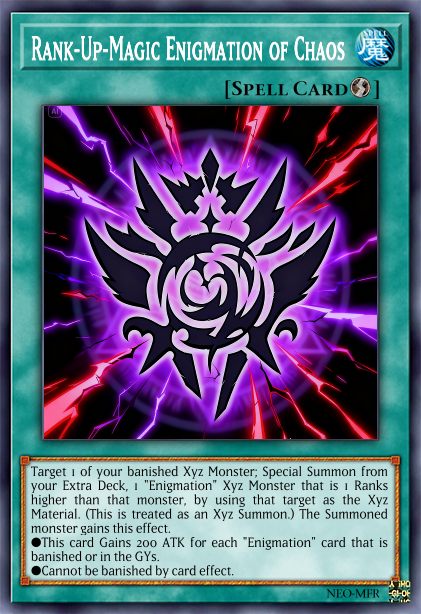 Rank-Up-Magic Enigmation of Chaos
SPELL
魔
[Spell Card]
AI
Target 1 of your banished Xyz Monster; Special Summon from
your Extra Deck, 1 "Enigmation" Xyz Monster that is 1 Ranks
higher than that monster, by using that target as the Xyz
Material. (This is treated as an Xyz Summon.) The Summoned
monster gains this effect.
●This card Gains 200 ATK for each "Enigmation" card that is
banished or in the GYs.
●Cannot be banished by card effect.
NEO-MFR